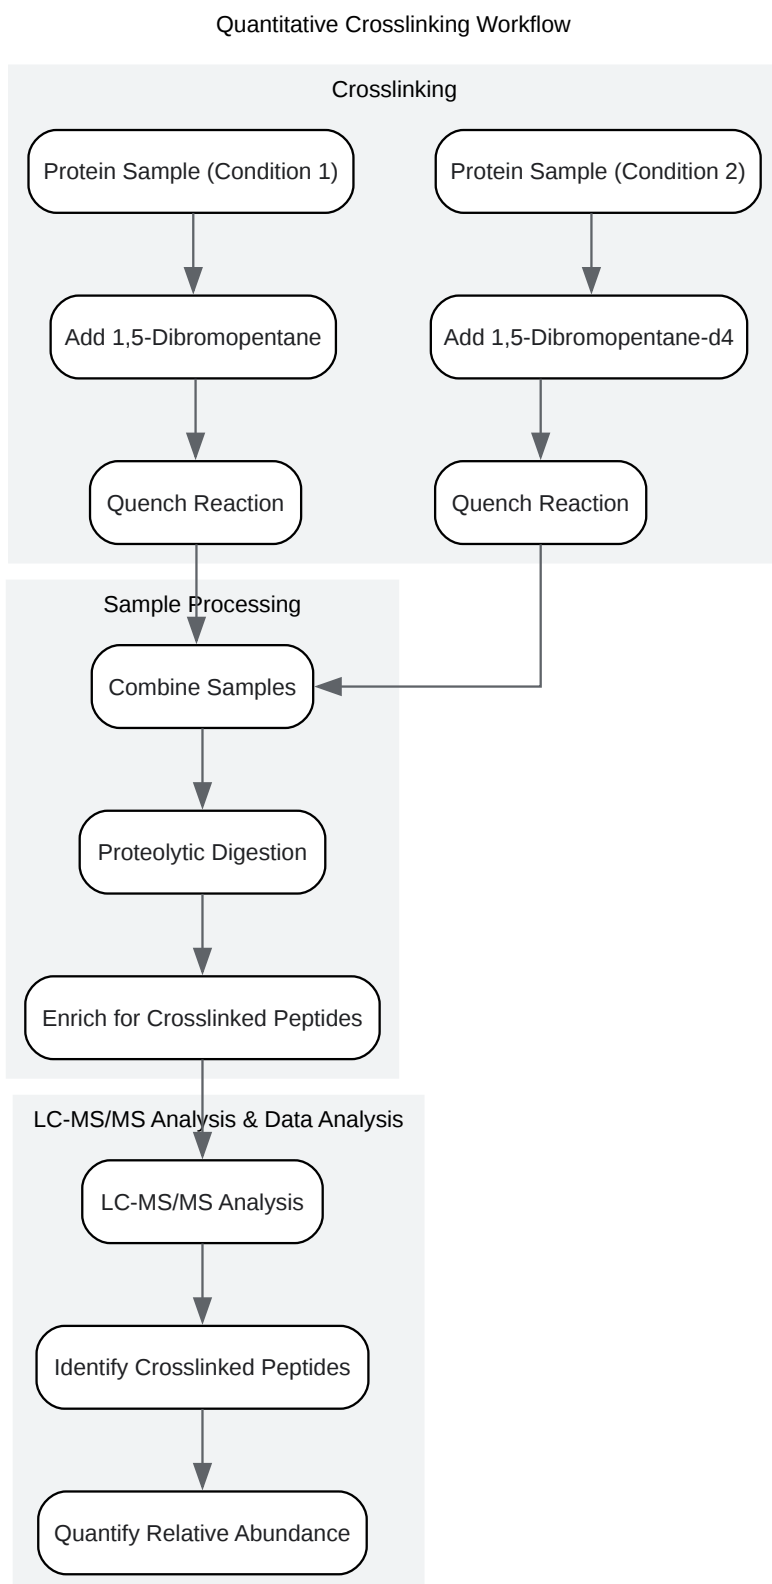 Quantitative Crosslinking Workflow
Crosslinking
Protein Sample (Condition 1)
Protein Sample (Condition 2)
Add 1,5-Dibromopentane
Add 1,5-Dibromopentane-d4
Quench Reaction
Quench Reaction
Sample Processing
Combine Samples
Proteolytic Digestion
Enrich for Crosslinked Peptides
LC-MS/MS Analysis & Data Analysis
LC-MS/MS Analysis
Identify Crosslinked Peptides
Quantify Relative Abundance